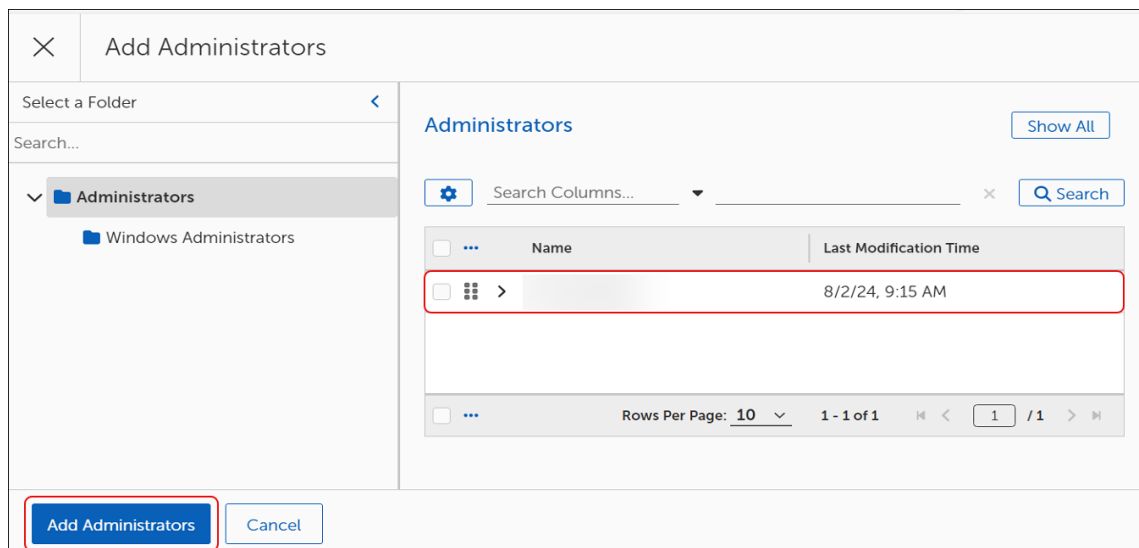 Add Administrators
Select a Folder
Search...
Administrators
Windows Administrators
Administrators
Show All
Search Columns...
Search
Name Last Modification Time
8/2/24, 9:15 AM
Rows Per Page: 10 1 - 1 of 1 1 / 1
Add Administrators Cancel